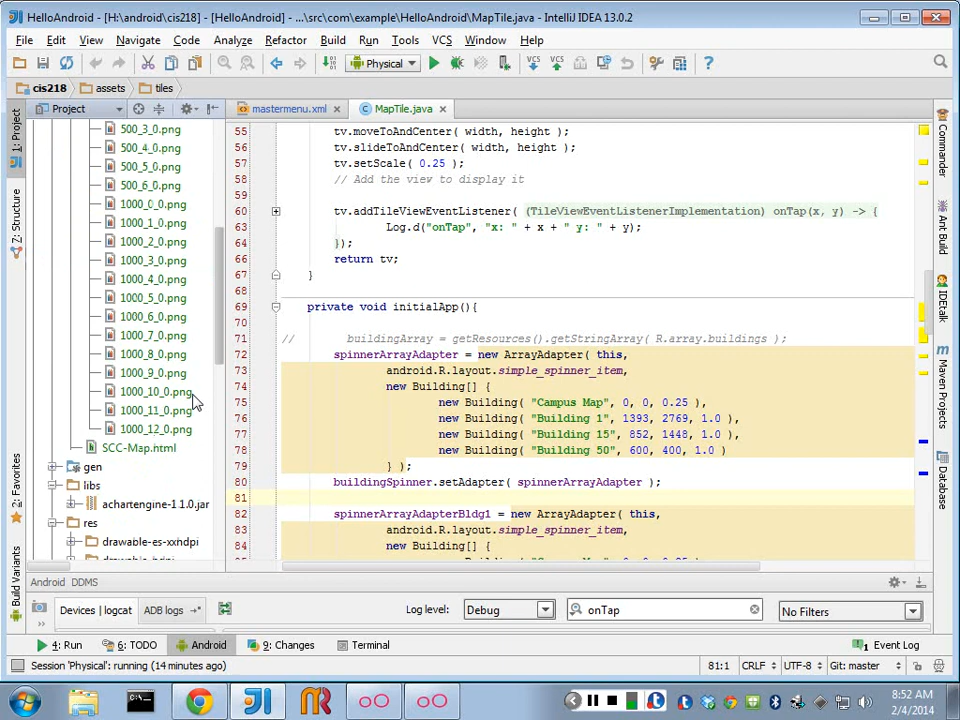 HelloAndroid - [H:\android\cis218] - [HelloAndroid] - ...\src\com\example\HelloAndroid\MapTile.java - IntelliJ IDEA 13.0.2
File Edit View Navigate Code Analyze Refactor Build Run Tools VCS Window Help
Physical VCS VCS ?
cis218 assets tiles
Project
mastermenu.xml MapTile.java
1: Project
Z: Structure
Favorites
Build Variants
500_3_0.png
500_4_0.png
500_5_0.png
500_6_0.png
1000_0_0.png
1000_1_0.png
1000_2_0.png
1000_3_0.png
1000_4_0.png
1000_5_0.png
1000_6_0.png
1000_7_0.png
1000_8_0.png
1000_9_0.png
1000_10_0.png
1000_11_0.png
1000_12_0.png
SCC-Map.html
gen
libs
achartengine-1.1.0.jar
res
drawable-es-xxhdpi
55 tv.moveToAndCenter( width, height );
56 tv.slideToAndCenter( width, height );
57 tv.setScale( 0.25 );
58 // Add the view to display it
59
60 tv.addTileViewEventListener( (TileViewEventListenerImplementation) onTap(x, y) -> {
63 Log.d("onTap", "x: " + x + " y: " + y);
64 });
66 return tv;
67 }
68
69 private void initialApp(){
70
71 // buildingArray = getResources().getStringArray( R.array.buildings );
72 spinnerArrayAdapter = new ArrayAdapter( this,
73 android.R.layout.simple_spinner_item,
74 new Building[] {
75 new Building( "Campus Map", 0, 0, 0.25 ),
76 new Building( "Building 1", 1393, 2769, 1.0 ),
77 new Building( "Building 15", 852, 1448, 1.0 ),
78 new Building( "Building 50", 600, 400, 1.0 )
79 } );
80 buildingSpinner.setAdapter( spinnerArrayAdapter );
81
82 spinnerArrayAdapterBldg1 = new ArrayAdapter( this,
83 android.R.layout.simple_spinner_item,
84 new Building[] {
Commander
Ant Build
IDEtalk
Maven Projects
Database
Android DDMS
Devices | logcat ADB logs Log level: Debug onTap No Filters
4: Run 6: TODO Android 9: Changes Terminal 1 Event Log
Session 'Physical': running (14 minutes ago) 81:1 CRLF UTF-8 Git: master
8:52 AM
2/4/2014